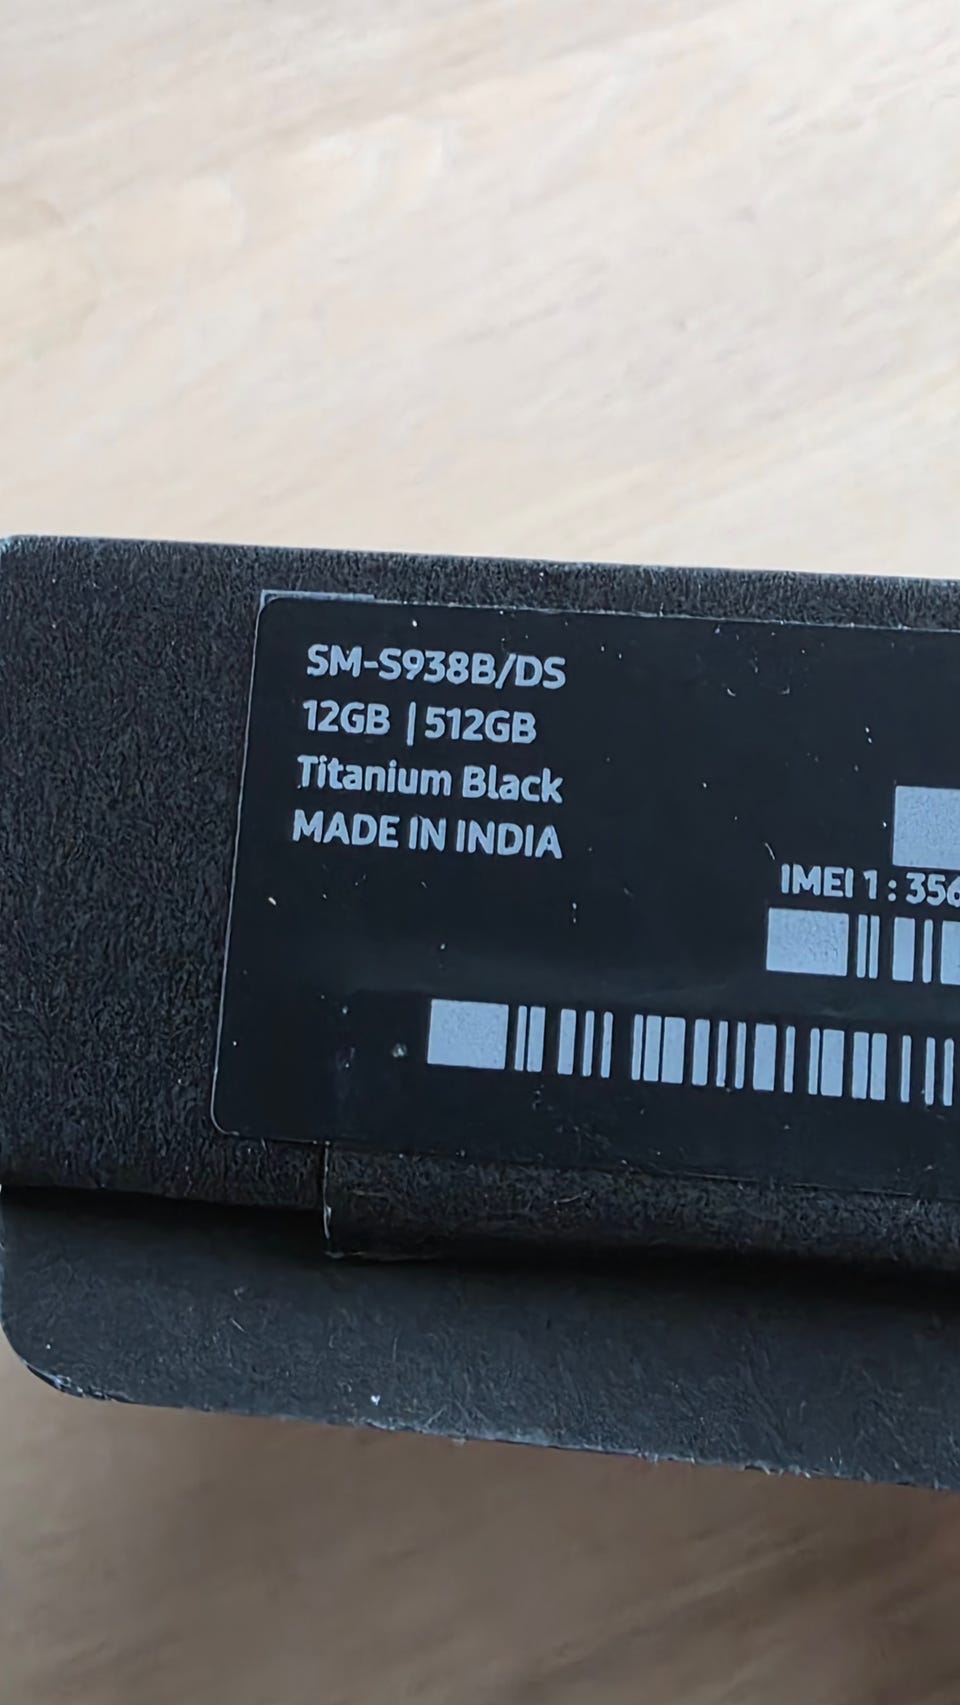 SM-S938B/DS
12GB | 512GB
Titanium Black
MADE IN INDIA
IMEI 1 : 356